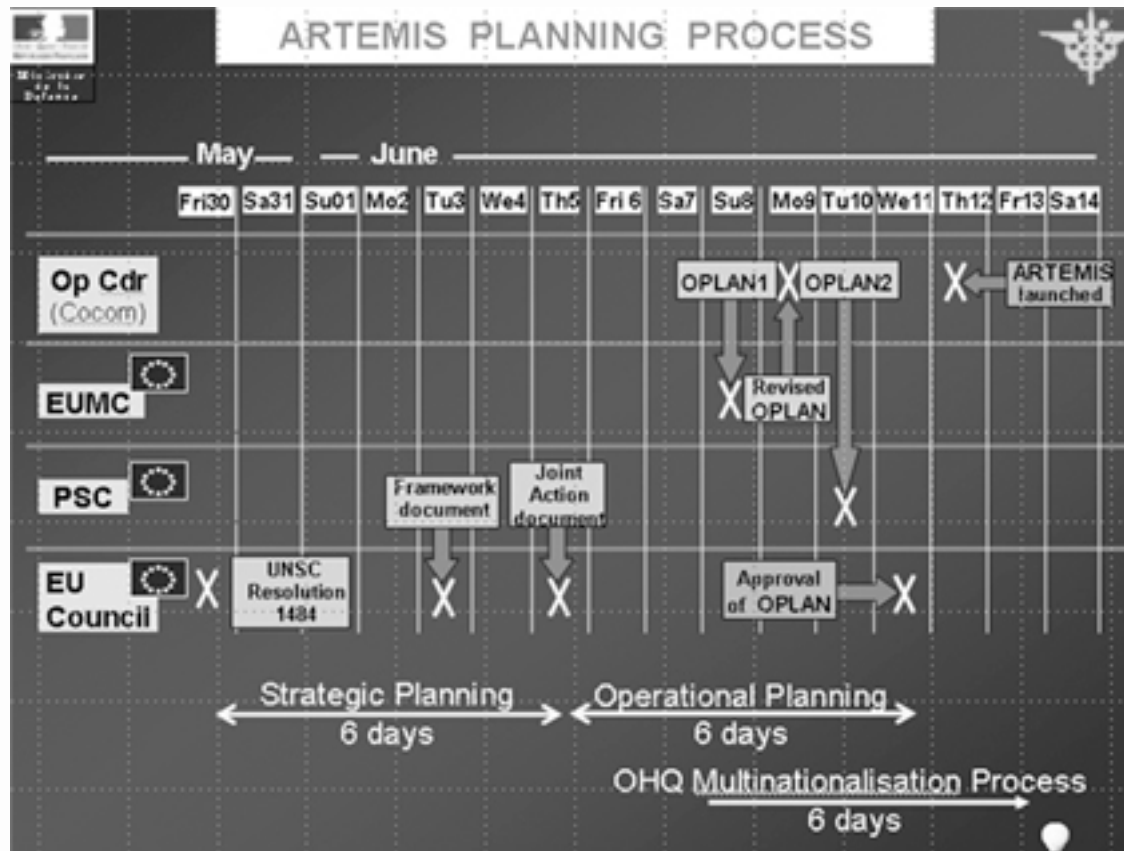 ARTEMIS PLANNING PROCESS
May
June
Fri30 Sa31 Su01 Mo2 Tu3 We4 Th5 Fri 6 Sa7 Su8 Mo9 Tu10 We11 Th12 Fr13 Sa14
Op Cdr
(Cocom)
OPLAN1
X
OPLAN2
X
ARTEMIS
launched
EUMC
X
Revised
OPLAN
PSC
Framework
document
Joint
Action
document
X
EU
Council
X
UNSC
Resolution
1484
X
X
Approval
of OPLAN
X
Strategic Planning
6 days
Operational Planning
6 days
OHQ Multinationalisation Process
6 days